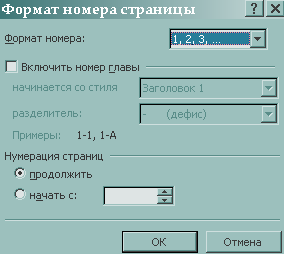 Формат номера страницы
Формат номера: 1, 2, 3, ...
Включить номер главы
начинается со стиля Заголовок 1
разделитель: - (дефис)
Примеры: 1-1, 1-A
Нумерация страниц
продолжить
начать с:
ОК Отмена